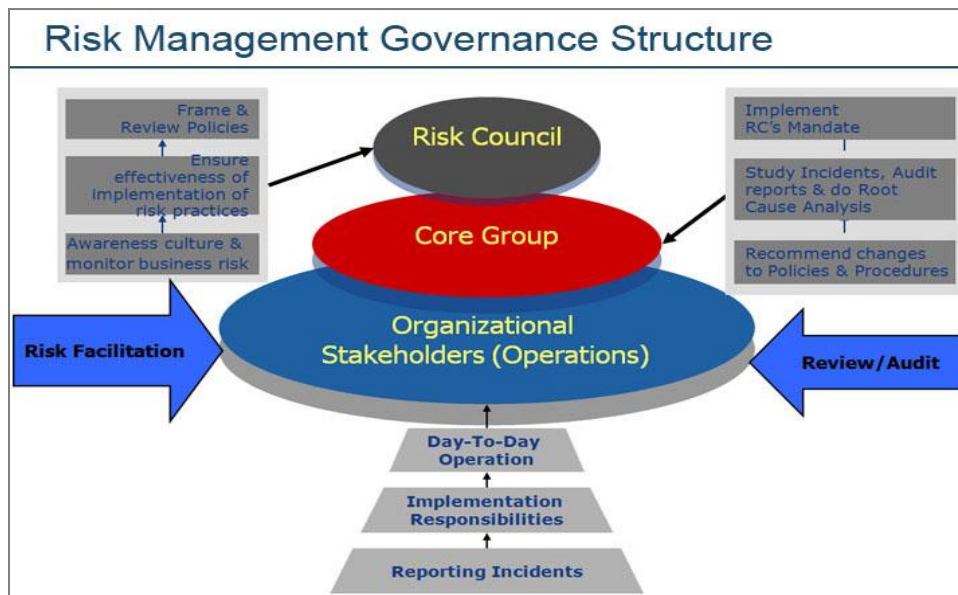 Risk Management Governance Structure
Frame &
Review Policies
Ensure
effectiveness of
implementation of
risk practices
Awareness culture &
monitor business risk
Risk Council
Core Group
Organizational
Stakeholders (Operations)
Implement
RC's Mandate
Study Incidents, Audit
reports & do Root
Cause Analysis
Recommend changes
to Policies & Procedures
Risk Facilitation
Review/Audit
Day-To-Day
Operation
Implementation
Responsibilities
Reporting Incidents